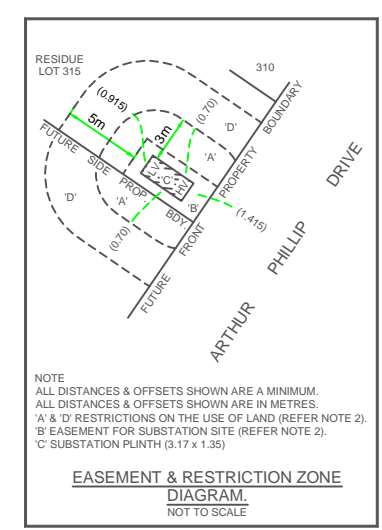 RESIDUE
LOT 315
310
(0.915)
(0.70)
5m
3m
'D'
'A'
BOUNDARY
FUTURE SIDE PROP. BDY.
LV
'C'
HV
'D'
'A'
'B'
PROPERTY
(0.70)
(1.415)
FRONT
FUTURE
ARTHUR PHILLIP DRIVE
NOTE
ALL DISTANCES & OFFSETS SHOWN ARE A MINIMUM.
ALL DISTANCES & OFFSETS SHOWN ARE IN METRES.
'A' & 'D' RESTRICTIONS ON THE USE OF LAND (REFER NOTE 2).
'B' EASEMENT FOR SUBSTATION SITE (REFER NOTE 2).
'C' SUBSTATION PLINTH (3.17 x 1.35)
EASEMENT & RESTRICTION ZONE
DIAGRAM.
NOT TO SCALE